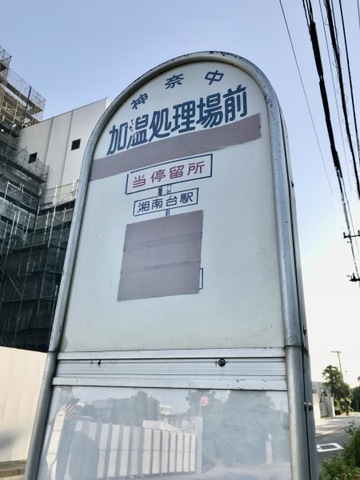 神奈中
加温処理場前
当停留所
湘南台駅